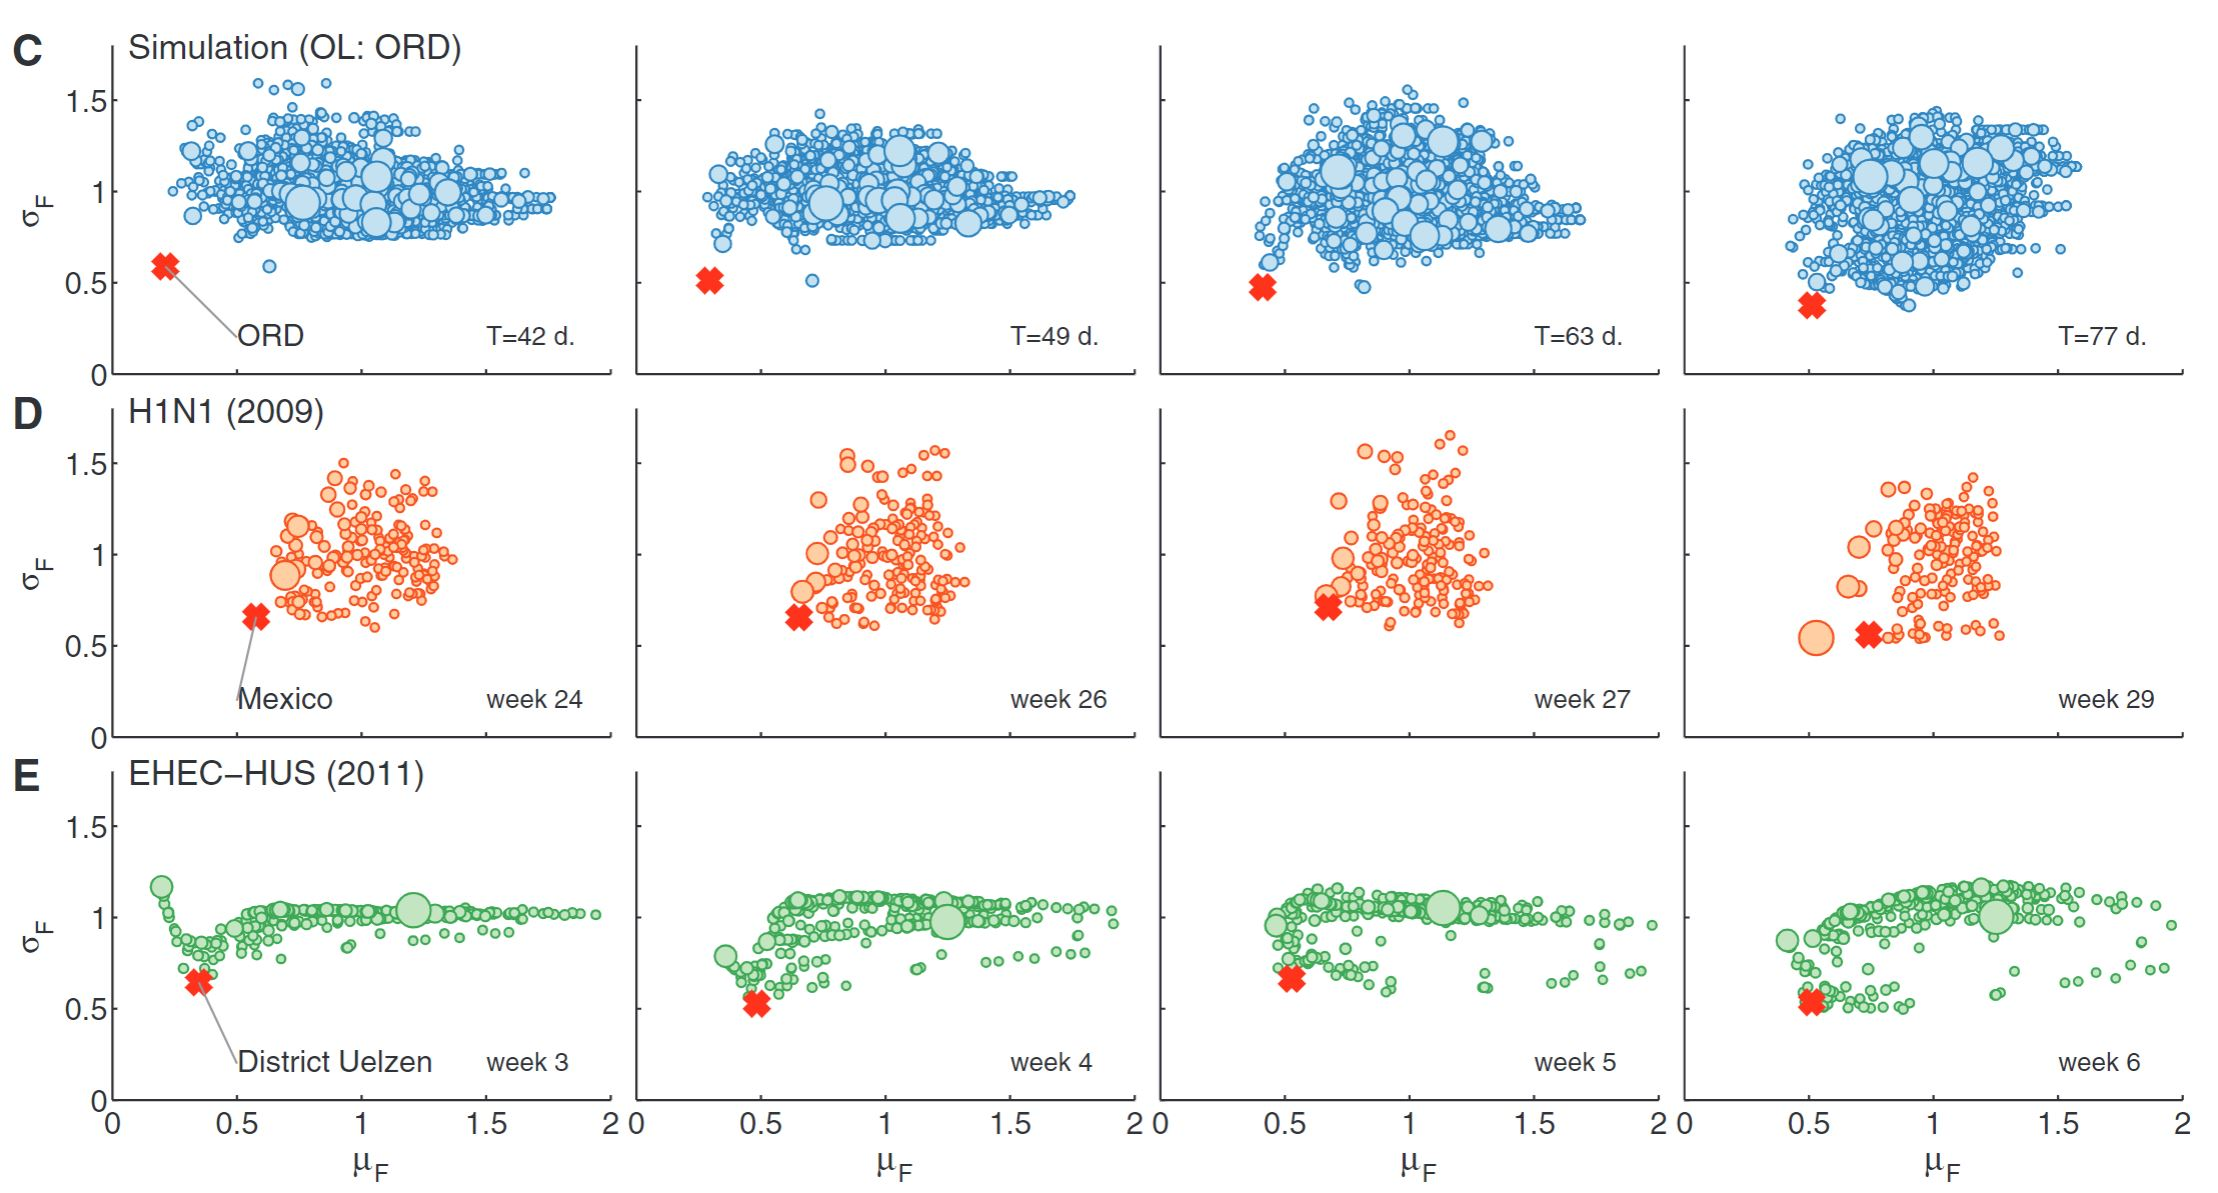 C Simulation (OL: ORD)
σF
1.5
1
0.5
0
ORD
T=42 d.
T=49 d.
T=63 d.
T=77 d.
D H1N1 (2009)
σF
1.5
1
0.5
0
Mexico
week 24
week 26
week 27
week 29
E EHEC−HUS (2011)
σF
1.5
1
0.5
0
District Uelzen
week 3
week 4
week 5
week 6
0 0.5 1 1.5 2 0 0.5 1 1.5 2 0 0.5 1 1.5 2 0 0.5 1 1.5 2
μF μF μF μF